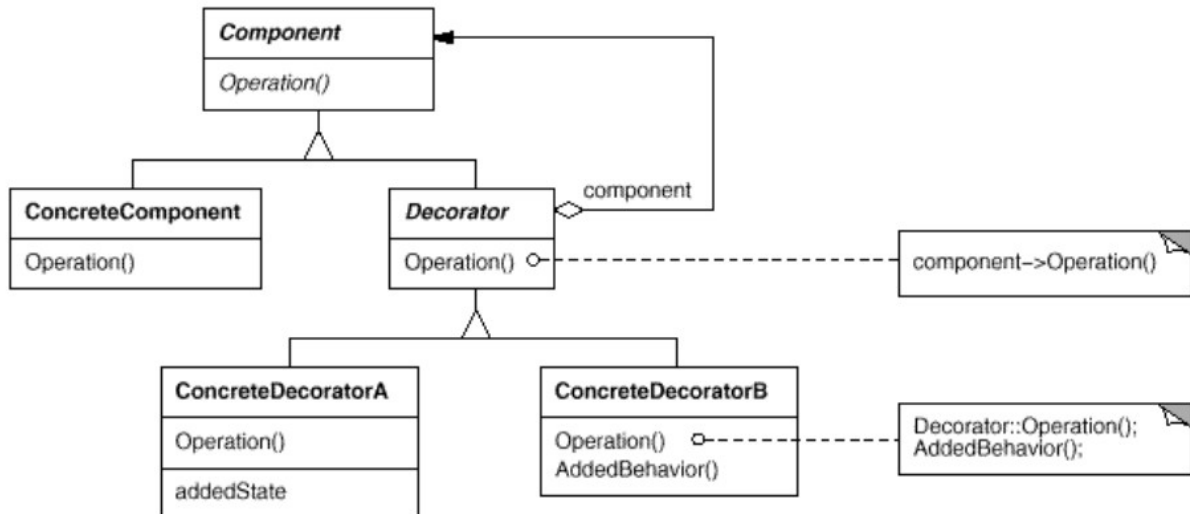 Component
Operation()
ConcreteComponent
Operation()
Decorator
Operation()
component
component->Operation()
ConcreteDecoratorA
Operation()
addedState
ConcreteDecoratorB
Operation()
AddedBehavior()
Decorator::Operation();
AddedBehavior();